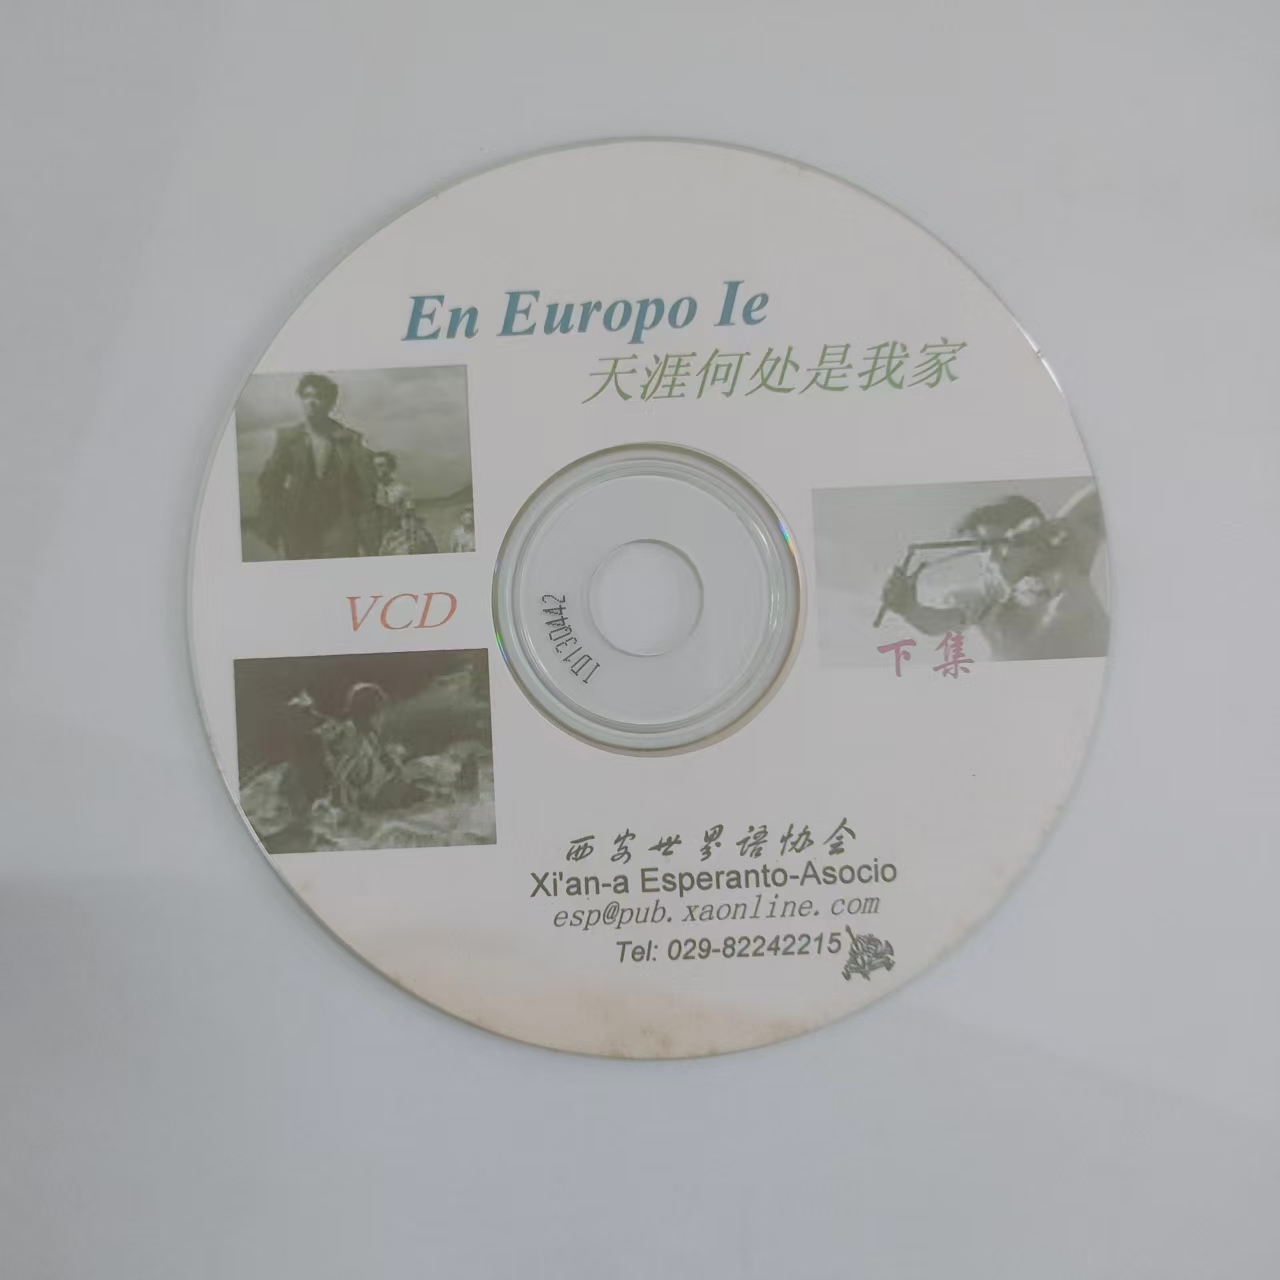 En Europo Ie
天涯何处是我家
VCD
1D130442
下集
西安世界语协会
Xi'an-a Esperanto-Asocio
esp@pub.xaonline.com
Tel: 029-82242215